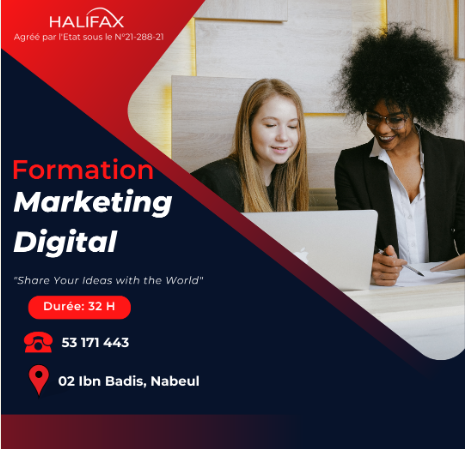 HALIFAX
Agréé par l'Etat sous le N°21-288-21
Formation
Marketing
Digital
"Share Your Ideas with the World"
Durée: 32 H
53 171 443
02 Ibn Badis, Nabeul